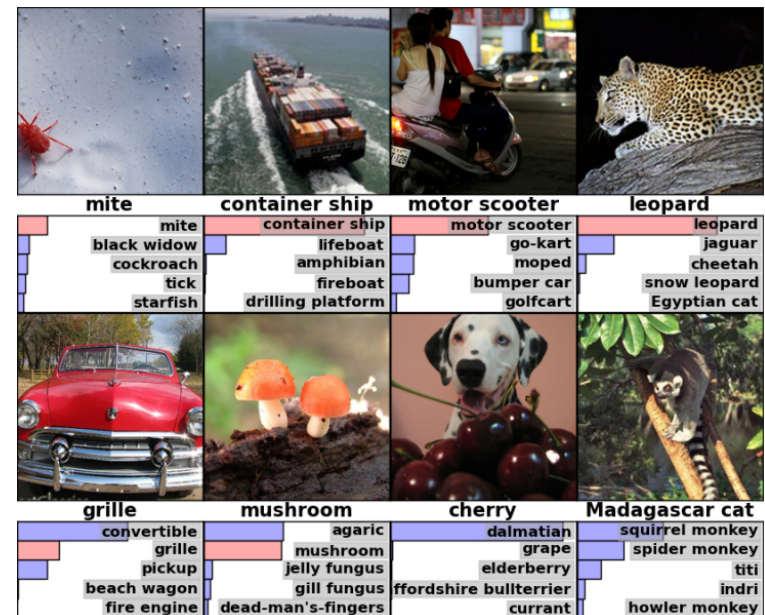 mite
container ship
motor scooter
leopard
mite
black widow
cockroach
tick
starfish
container ship
lifeboat
amphibian
fireboat
drilling platform
motor scooter
go-kart
moped
bumper car
golfcart
leopard
jaguar
cheetah
snow leopard
Egyptian cat
grille
mushroom
cherry
Madagascar cat
convertible
grille
pickup
beach wagon
fire engine
agaric
mushroom
jelly fungus
gill fungus
dead-man's-fingers
dalmatian
grape
elderberry
ffordshire bullterrier
currant
squirrel monkey
spider monkey
titi
indri
howler monkey